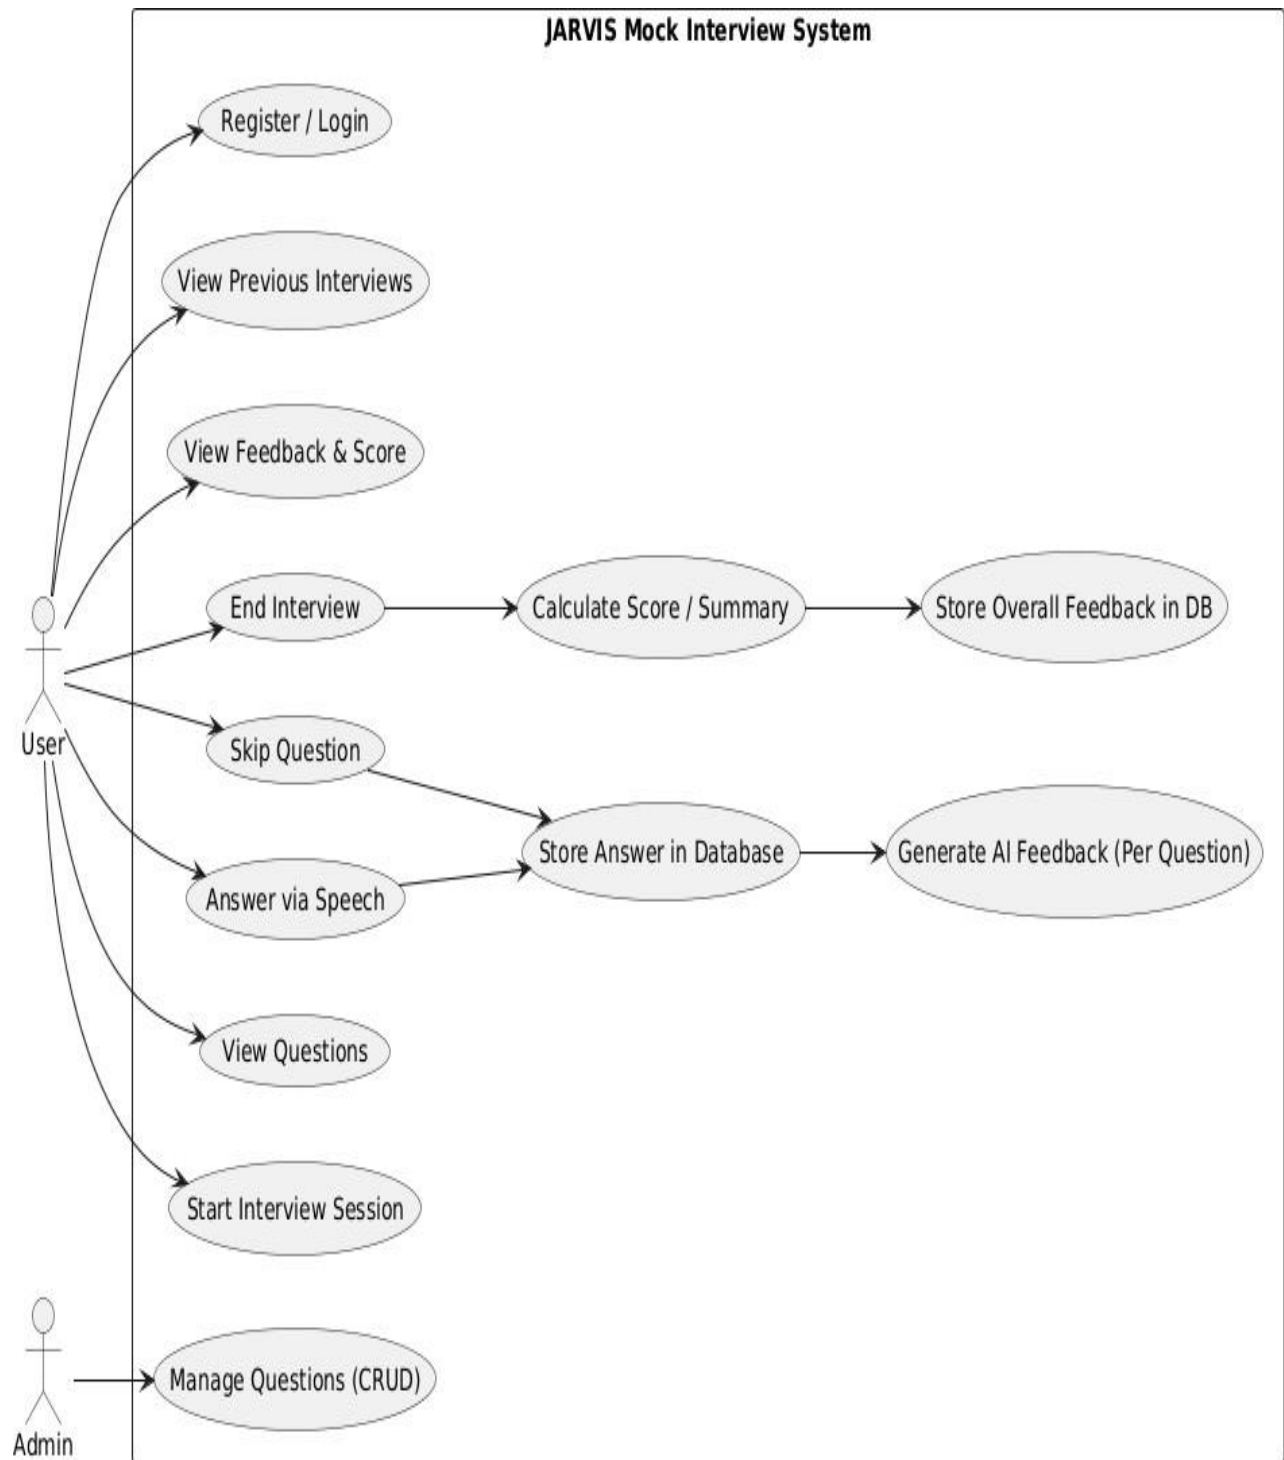 JARVIS Mock Interview System
Register / Login
View Previous Interviews
View Feedback & Score
End Interview
Calculate Score / Summary
Store Overall Feedback in DB
User
Skip Question
Store Answer in Database
Generate AI Feedback (Per Question)
Answer via Speech
View Questions
Start Interview Session
Manage Questions (CRUD)
Admin